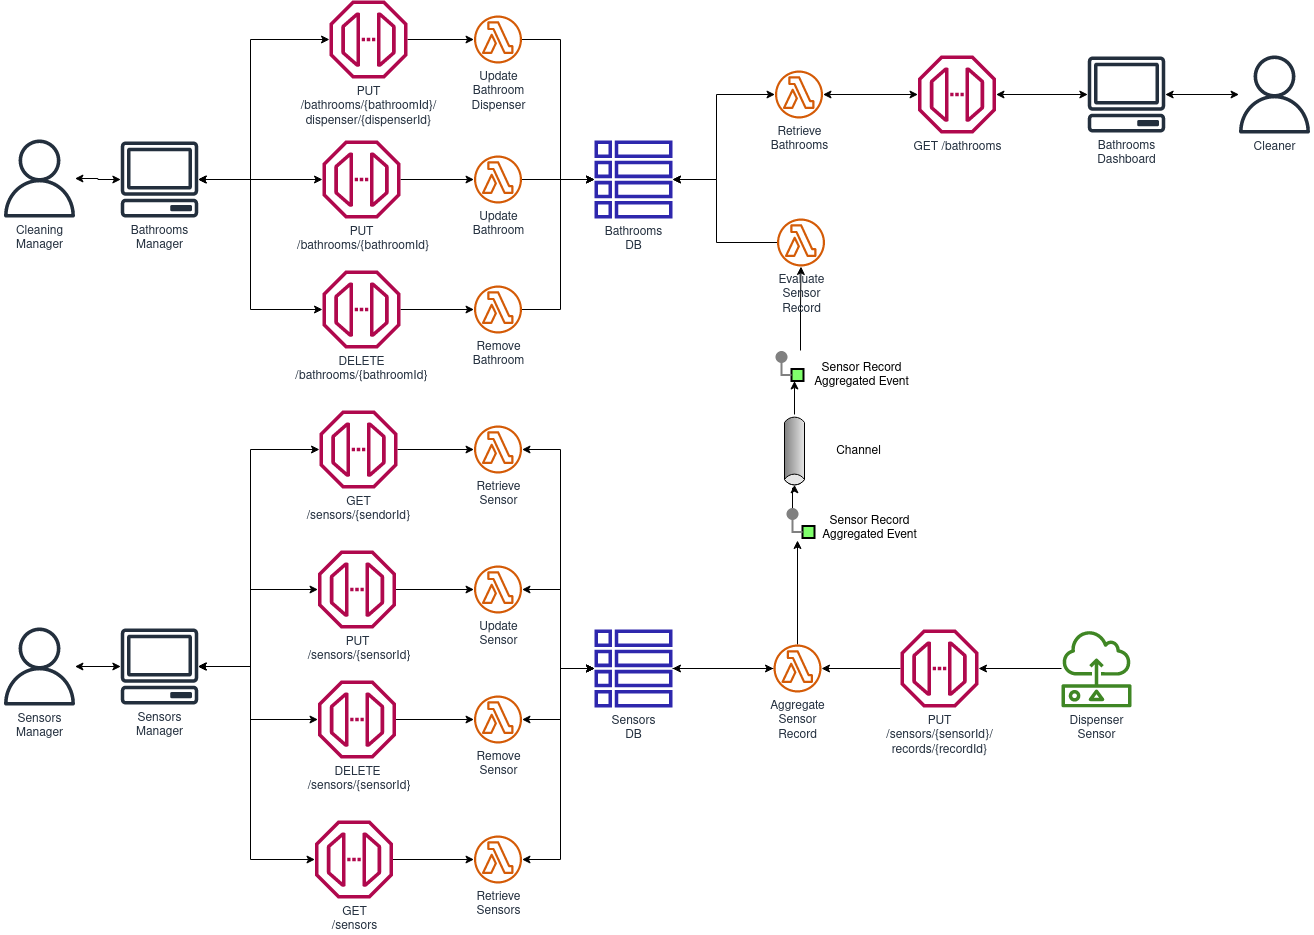 PUT
/bathrooms/{bathroomId}/
dispenser/{dispenserId}
Update
Bathroom
Dispenser
Cleaning
Manager
Bathrooms
Manager
PUT
/bathrooms/{bathroomId}
Update
Bathroom
Bathrooms
DB
Retrieve
Bathrooms
GET /bathrooms
Bathrooms
Dashboard
Cleaner
DELETE
/bathrooms/{bathroomId}
Remove
Bathroom
Evaluate
Sensor
Record
Sensor Record
Aggregated Event
Channel
Sensor Record
Aggregated Event
GET
/sensors/{sendorId}
Retrieve
Sensor
PUT
/sensors/{sensorId}
Update
Sensor
Sensors
Manager
Sensors
Manager
DELETE
/sensors/{sensorId}
Remove
Sensor
Sensors
DB
Aggregate
Sensor
Record
PUT
/sensors/{sensorId}/
records/{recordId}
Dispenser
Sensor
GET
/sensors
Retrieve
Sensors